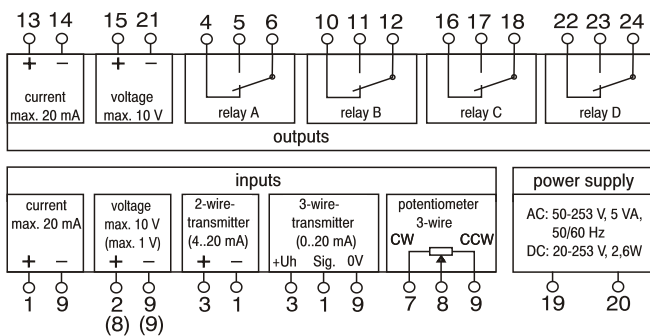 13 14 15 21 4 5 6 10 11 12 16 17 18 22 23 24
+ − + −
current
max. 20 mA
voltage
max. 10 V
relay A
relay B
relay C
relay D
outputs
inputs
current
max. 20 mA
+ −
voltage
max. 10 V
(max. 1 V)
+ −
2-wire-
transmitter
(4..20 mA)
+ −
3-wire-
transmitter
(0..20 mA)
+Uh Sig. 0V
potentiometer
3-wire
CW CCW
power supply
AC: 50-253 V, 5 VA,
50/60 Hz
DC: 20-253 V, 2,6W
1 9 2 9 3 1 3 1 9 7 8 9 19 20
(8) (9)